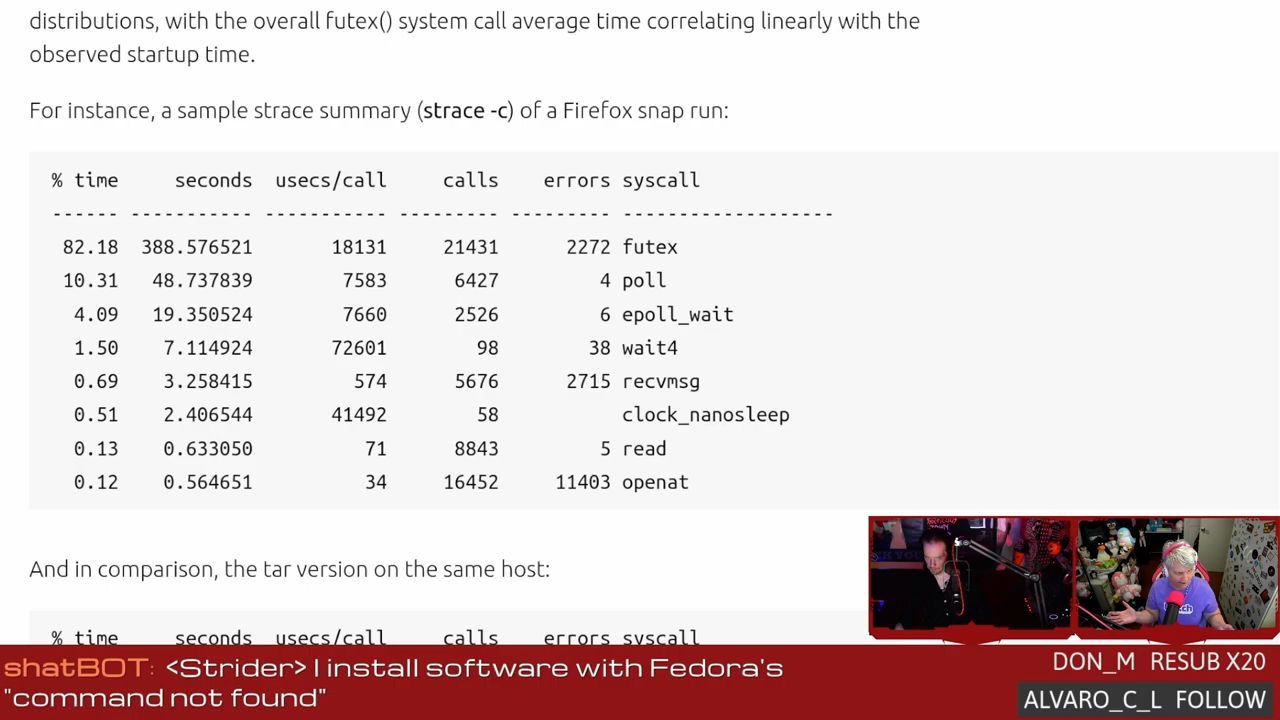 distributions, with the overall futex() system call average time correlating linearly with the
observed startup time.
For instance, a sample strace summary (strace -c) of a Firefox snap run:
% time seconds usecs/call calls errors syscall
------ ----------- ----------- --------- --------- -------------------
82.18 388.576521 18131 21431 2272 futex
10.31 48.737839 7583 6427 4 poll
4.09 19.350524 7660 2526 6 epoll_wait
1.50 7.114924 72601 98 38 wait4
0.69 3.258415 574 5676 2715 recvmsg
0.51 2.406544 41492 58 clock_nanosleep
0.13 0.633050 71 8843 5 read
0.12 0.564651 34 16452 11403 openat
And in comparison, the tar version on the same host:
% time seconds usecs/call calls errors syscall
shatBOT: <Strider> I install software with Fedora's
"command not found"
DON_M RESUB X20
ALVARO_C_L FOLLOW